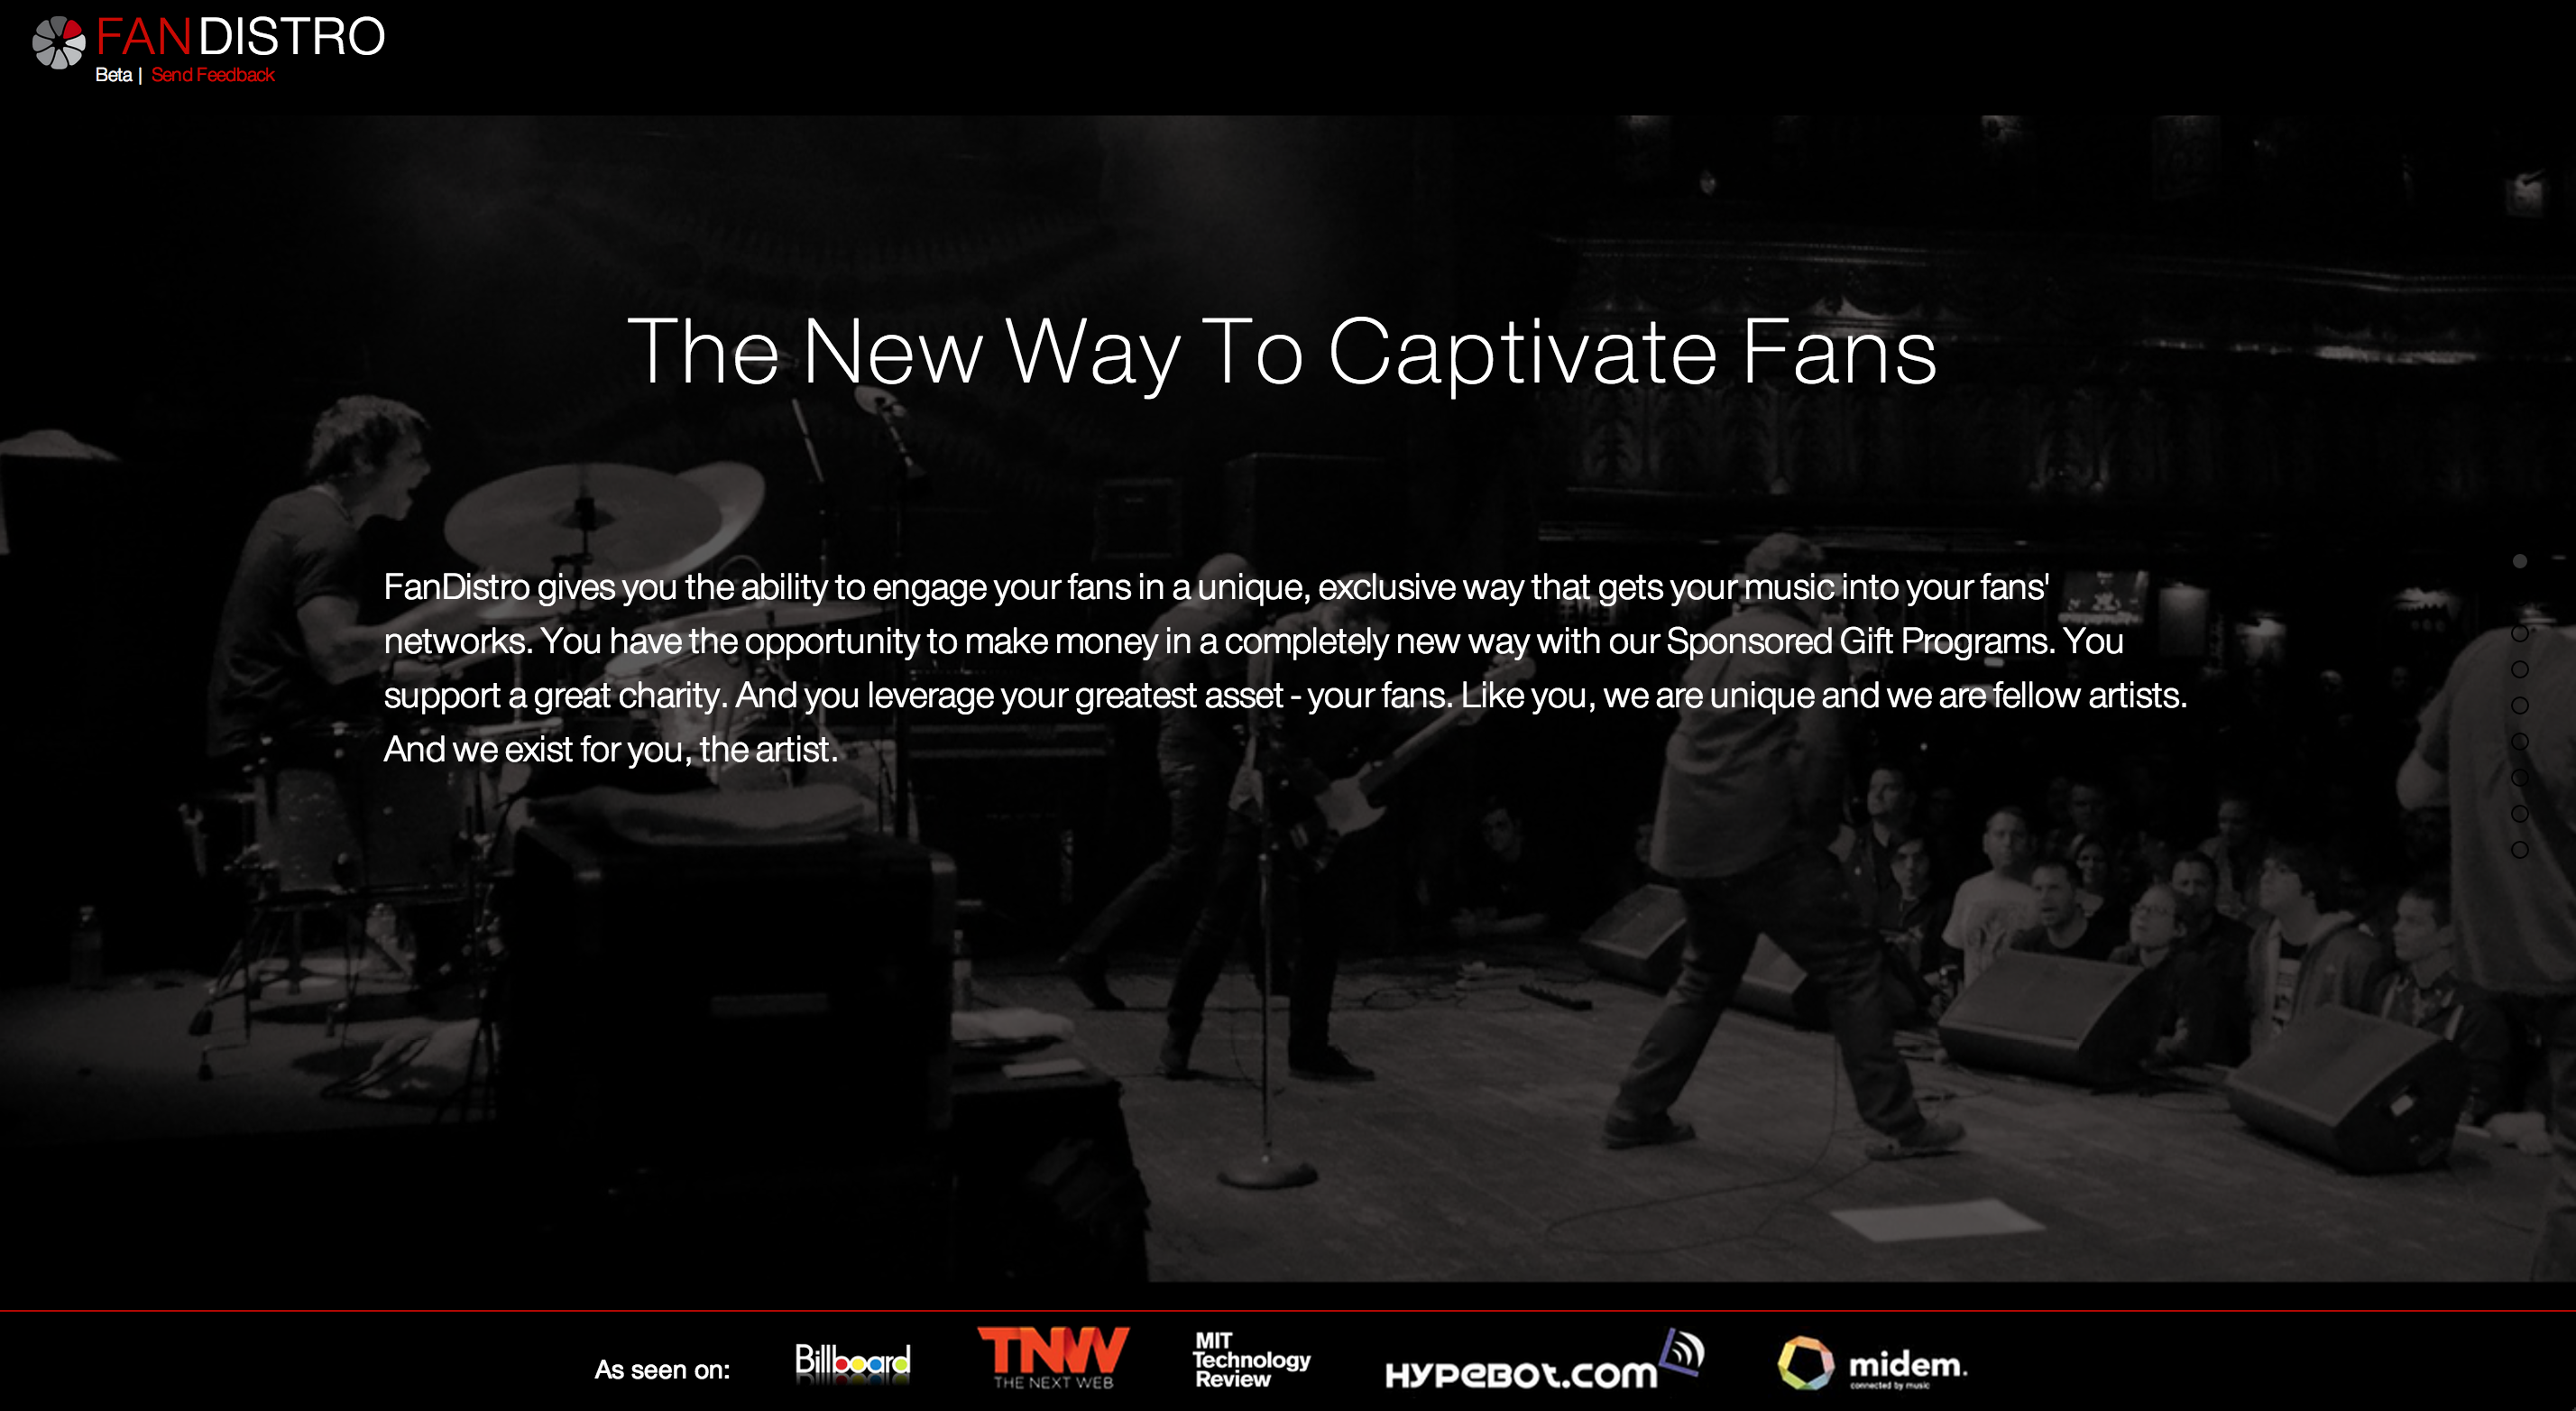 FANDISTRO
Beta | Send Feedback
The New Way To Captivate Fans
FanDistro gives you the ability to engage your fans in a unique, exclusive way that gets your music into your fans'
networks. You have the opportunity to make money in a completely new way with our Sponsored Gift Programs. You
support a great charity. And you leverage your greatest asset - your fans. Like you, we are unique and we are fellow artists.
And we exist for you, the artist.
As seen on:
Billboard
TNW
THE NEXT WEB
MIT
Technology
Review
HYPEBOT.COM
midem.
connected by music